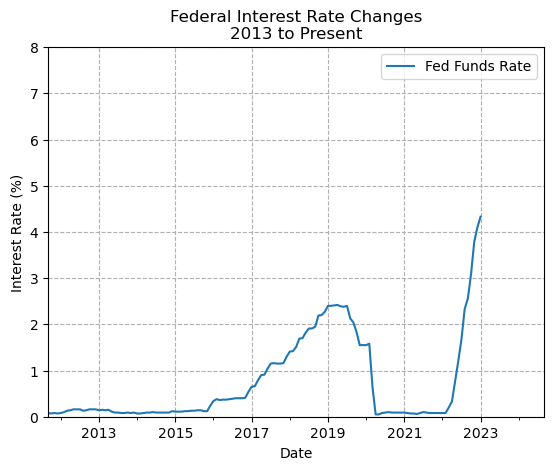 Federal Interest Rate Changes
2013 to Present
Fed Funds Rate
8
7
6
5
4
3
2
1
0
Interest Rate (%)
2013 2015 2017 2019 2021 2023
Date